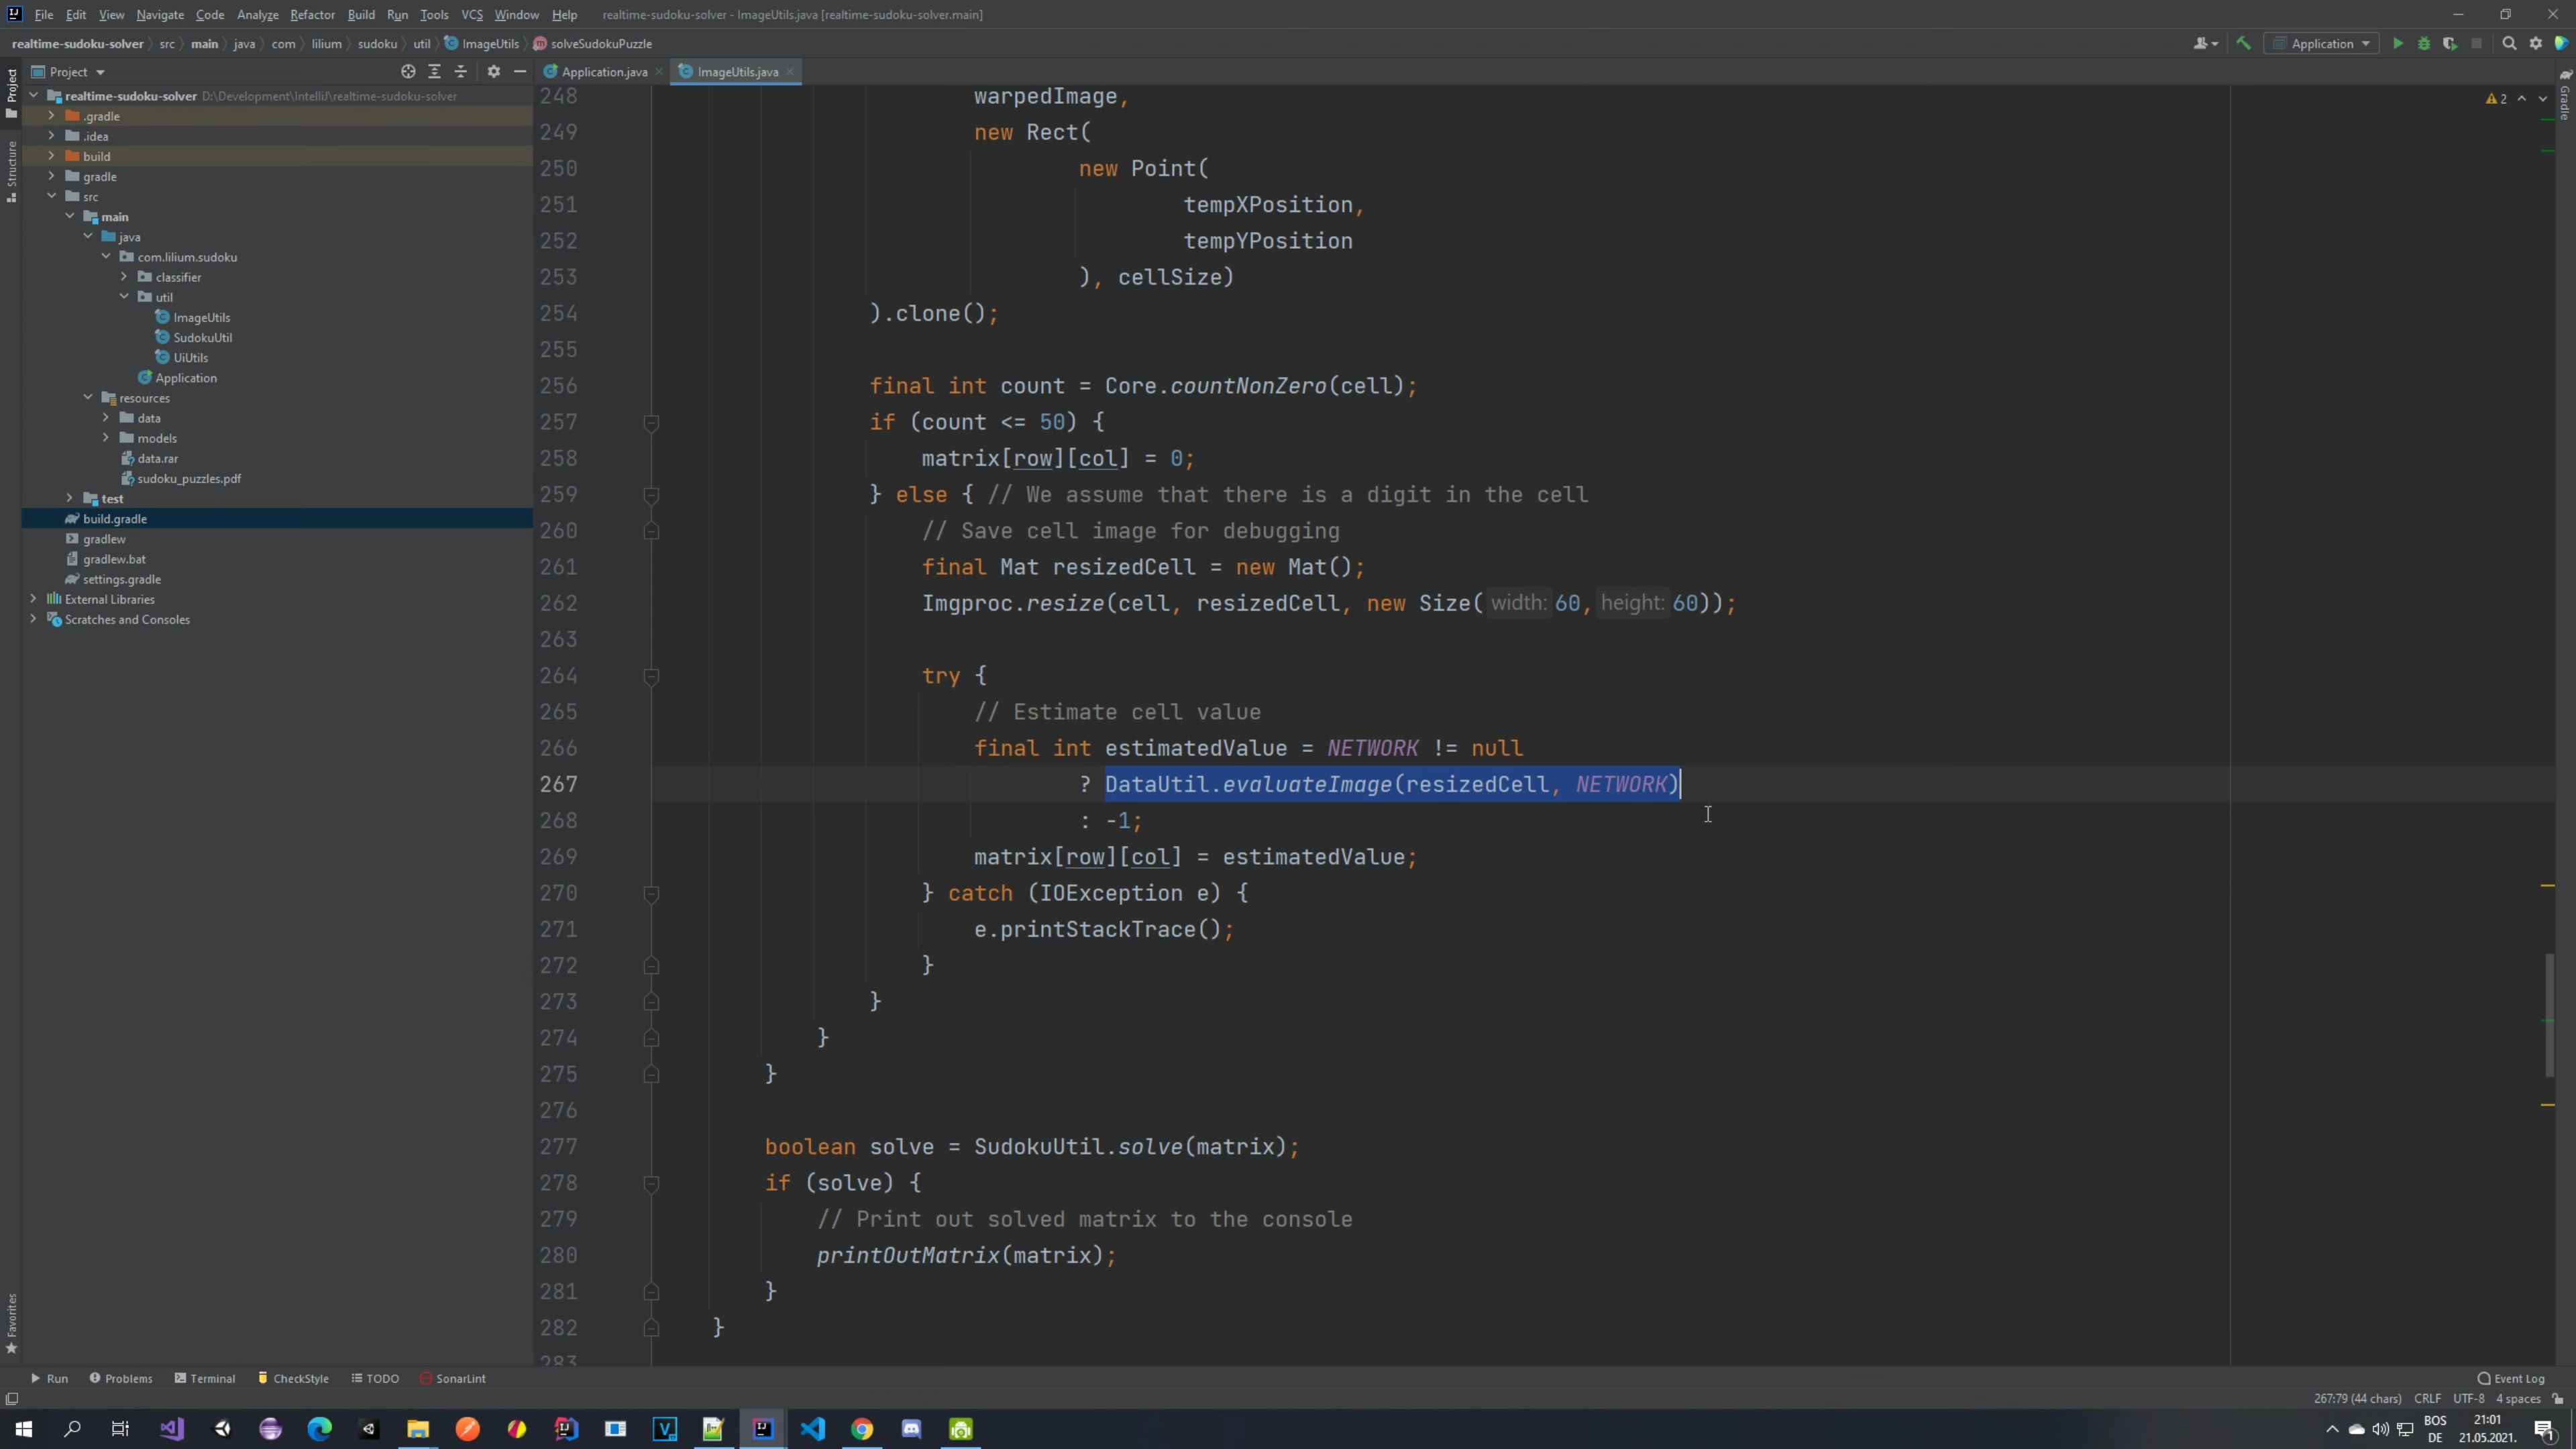 File Edit View Navigate Code Analyze Refactor Build Run Tools VCS Window Help realtime-sudoku-solver - ImageUtils.java [realtime-sudoku-solver.main]
realtime-sudoku-solver src main java com lilium sudoku util ImageUtils solveSudokuPuzzle Application
Project Application.java ImageUtils.java
Project
Structure
Favorites
Gradle
realtime-sudoku-solver D:\Development\IntelliJ\realtime-sudoku-solver
.gradle
.idea
build
gradle
src
main
java
com.lilium.sudoku
classifier
util
ImageUtils
SudokuUtil
UiUtils
Application
resources
data
models
data.rar
sudoku_puzzles.pdf
test
build.gradle
gradlew
gradlew.bat
settings.gradle
External Libraries
Scratches and Consoles
2
248 warpedImage,
249 new Rect(
250 new Point(
251 tempXPosition,
252 tempYPosition
253 ), cellSize)
254 ).clone();
255
256 final int count = Core.countNonZero(cell);
257 if (count <= 50) {
258 matrix[row][col] = 0;
259 } else { // We assume that there is a digit in the cell
260 // Save cell image for debugging
261 final Mat resizedCell = new Mat();
262 Imgproc.resize(cell, resizedCell, new Size( width: 60, height: 60));
263
264 try {
265 // Estimate cell value
266 final int estimatedValue = NETWORK != null
267 ? DataUtil.evaluateImage(resizedCell, NETWORK)
268 : -1;
269 matrix[row][col] = estimatedValue;
270 } catch (IOException e) {
271 e.printStackTrace();
272 }
273 }
274 }
275 }
276
277 boolean solve = SudokuUtil.solve(matrix);
278 if (solve) {
279 // Print out solved matrix to the console
280 printOutMatrix(matrix);
281 }
282 }
283
Run Problems Terminal CheckStyle TODO SonarLint Event Log
267:79 (44 chars) CRLF UTF-8 4 spaces
BOS 21:01
DE 21.05.2021.
1